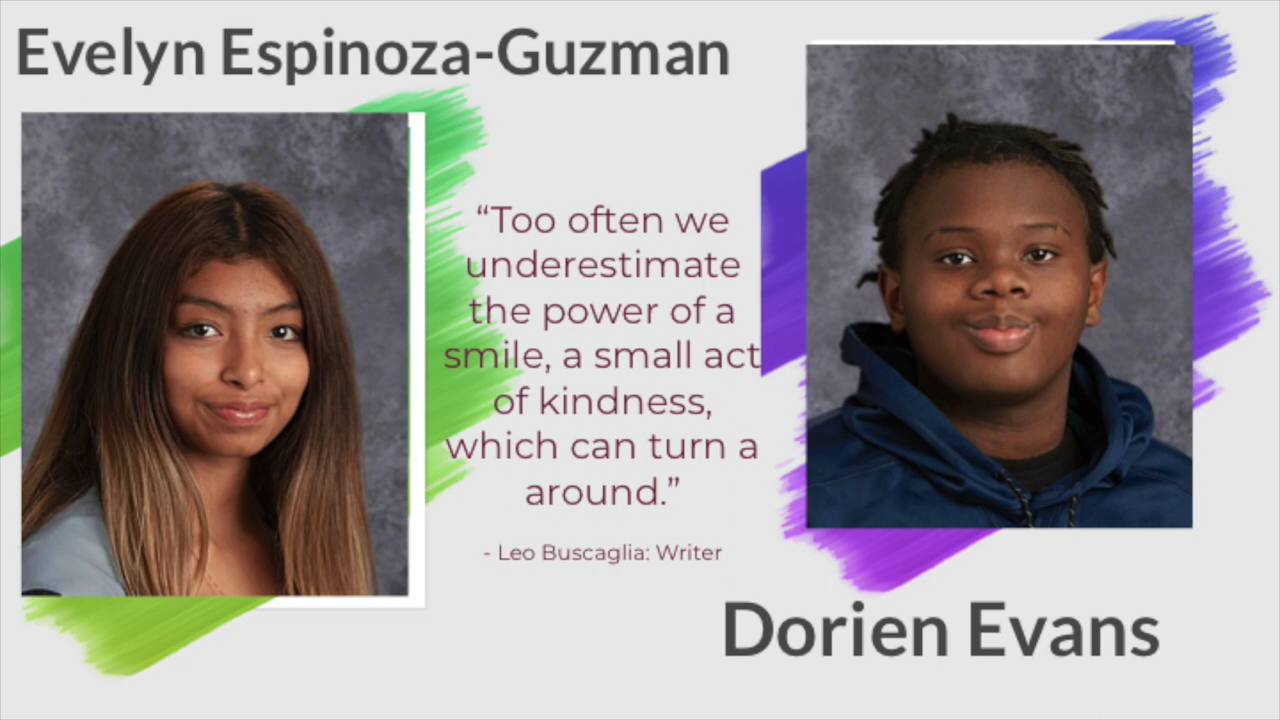 Evelyn Espinoza-Guzman
“Too often we
underestimate
the power of a
smile, a small act
of kindness,
which can turn a
around.”
- Leo Buscaglia: Writer
Dorien Evans